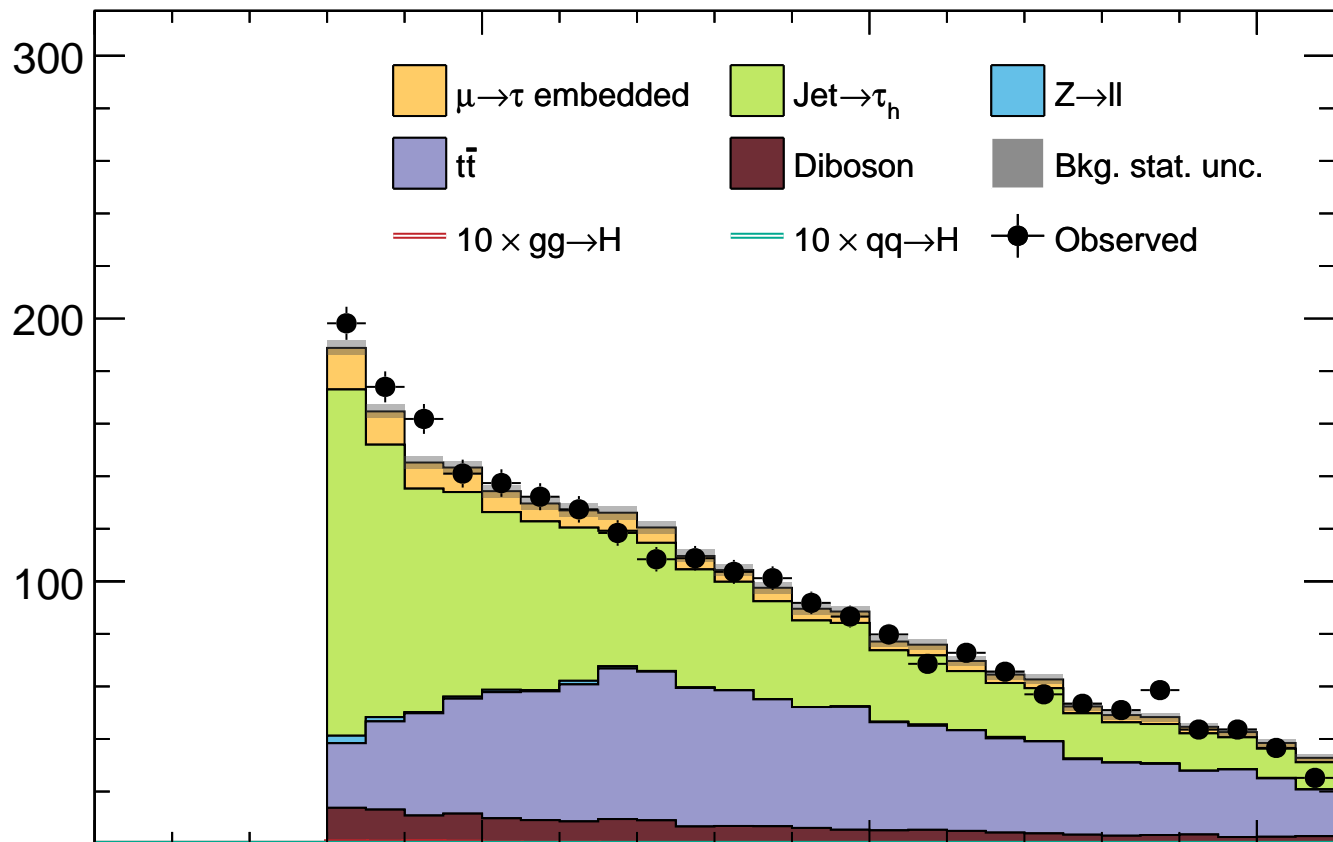 300
μ→τ embedded Jet→τₕ Z→ll
tt̄ Diboson Bkg. stat. unc.
10 × gg→H 10 × qq→H Observed
200
100